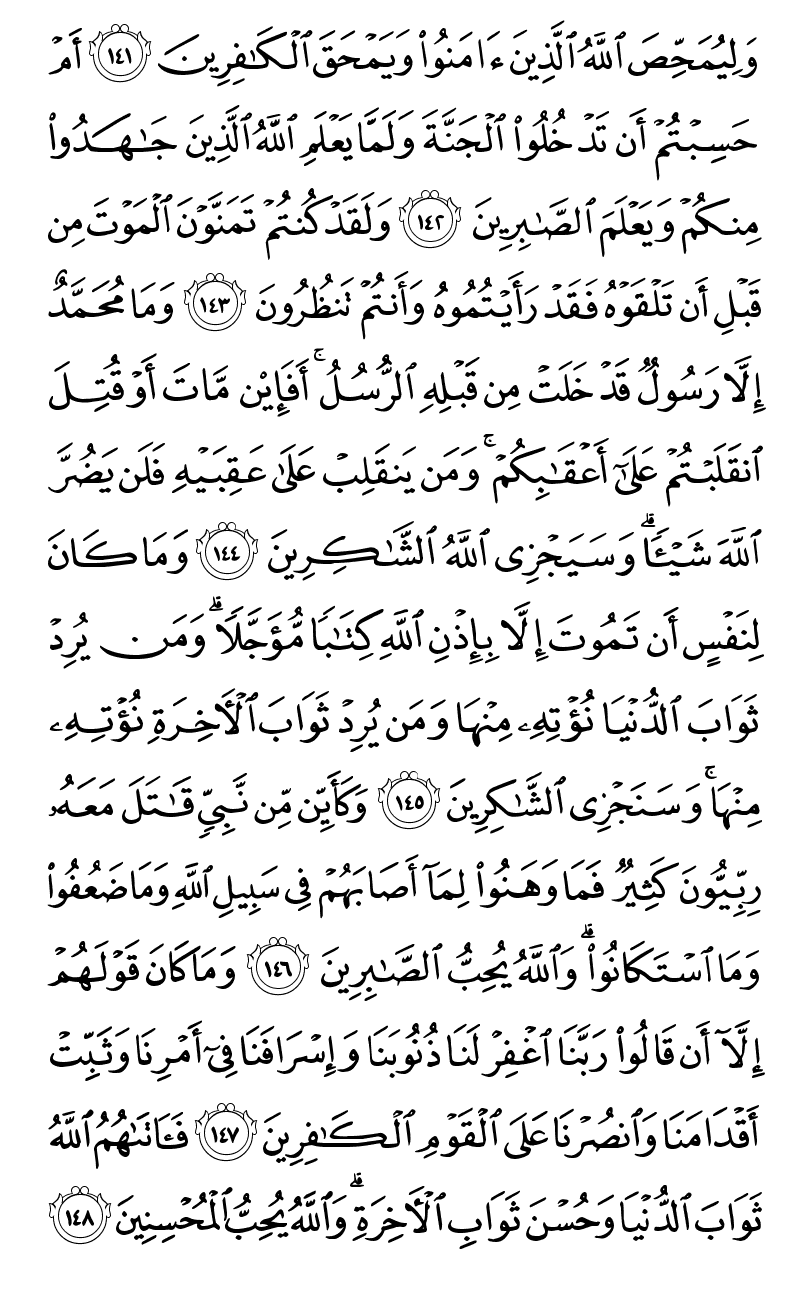 وَلِيُمَحِّصَ ٱللَّهُ ٱلَّذِينَ ءَامَنُواْ وَيَمۡحَقَ ٱلۡكَٰفِرِينَ ١٤١ أَمۡ
حَسِبۡتُمۡ أَن تَدۡخُلُواْ ٱلۡجَنَّةَ وَلَمَّا يَعۡلَمِ ٱللَّهُ ٱلَّذِينَ جَٰهَدُواْ
مِنكُمۡ وَيَعۡلَمَ ٱلصَّٰبِرِينَ ١٤٢ وَلَقَدۡ كُنتُمۡ تَمَنَّوۡنَ ٱلۡمَوۡتَ مِن
قَبۡلِ أَن تَلۡقَوۡهُ فَقَدۡ رَأَيۡتُمُوهُ وَأَنتُمۡ تَنظُرُونَ ١٤٣ وَمَا مُحَمَّدٌ
إِلَّا رَسُولٞ قَدۡ خَلَتۡ مِن قَبۡلِهِ ٱلرُّسُلُۚ أَفَإِيْن مَّاتَ أَوۡ قُتِلَ
ٱنقَلَبۡتُمۡ عَلَىٰٓ أَعۡقَٰبِكُمۡۚ وَمَن يَنقَلِبۡ عَلَىٰ عَقِبَيۡهِ فَلَن يَضُرَّ
ٱللَّهَ شَيۡـٔٗاۗ وَسَيَجۡزِي ٱللَّهُ ٱلشَّٰكِرِينَ ١٤٤ وَمَا كَانَ
لِنَفۡسٍ أَن تَمُوتَ إِلَّا بِإِذۡنِ ٱللَّهِ كِتَٰبٗا مُّؤَجَّلٗاۗ وَمَن يُرِدۡ
ثَوَابَ ٱلدُّنۡيَا نُؤۡتِهِۦ مِنۡهَا وَمَن يُرِدۡ ثَوَابَ ٱلۡأٓخِرَةِ نُؤۡتِهِۦ
مِنۡهَاۚ وَسَنَجۡزِي ٱلشَّٰكِرِينَ ١٤٥ وَكَأَيِّن مِّن نَّبِيّٖ قَٰتَلَ مَعَهُۥ
رِبِّيُّونَ كَثِيرٞ فَمَا وَهَنُواْ لِمَآ أَصَابَهُمۡ فِي سَبِيلِ ٱللَّهِ وَمَا ضَعُفُواْ
وَمَا ٱسۡتَكَانُواْۗ وَٱللَّهُ يُحِبُّ ٱلصَّٰبِرِينَ ١٤٦ وَمَا كَانَ قَوۡلَهُمۡ
إِلَّآ أَن قَالُواْ رَبَّنَا ٱغۡفِرۡ لَنَا ذُنُوبَنَا وَإِسۡرَافَنَا فِيٓ أَمۡرِنَا وَثَبِّتۡ
أَقۡدَامَنَا وَٱنصُرۡنَا عَلَى ٱلۡقَوۡمِ ٱلۡكَٰفِرِينَ ١٤٧ فَـَٔاتَىٰهُمُ ٱللَّهُ
ثَوَابَ ٱلدُّنۡيَا وَحُسۡنَ ثَوَابِ ٱلۡأٓخِرَةِۗ وَٱللَّهُ يُحِبُّ ٱلۡمُحۡسِنِينَ ١٤٨